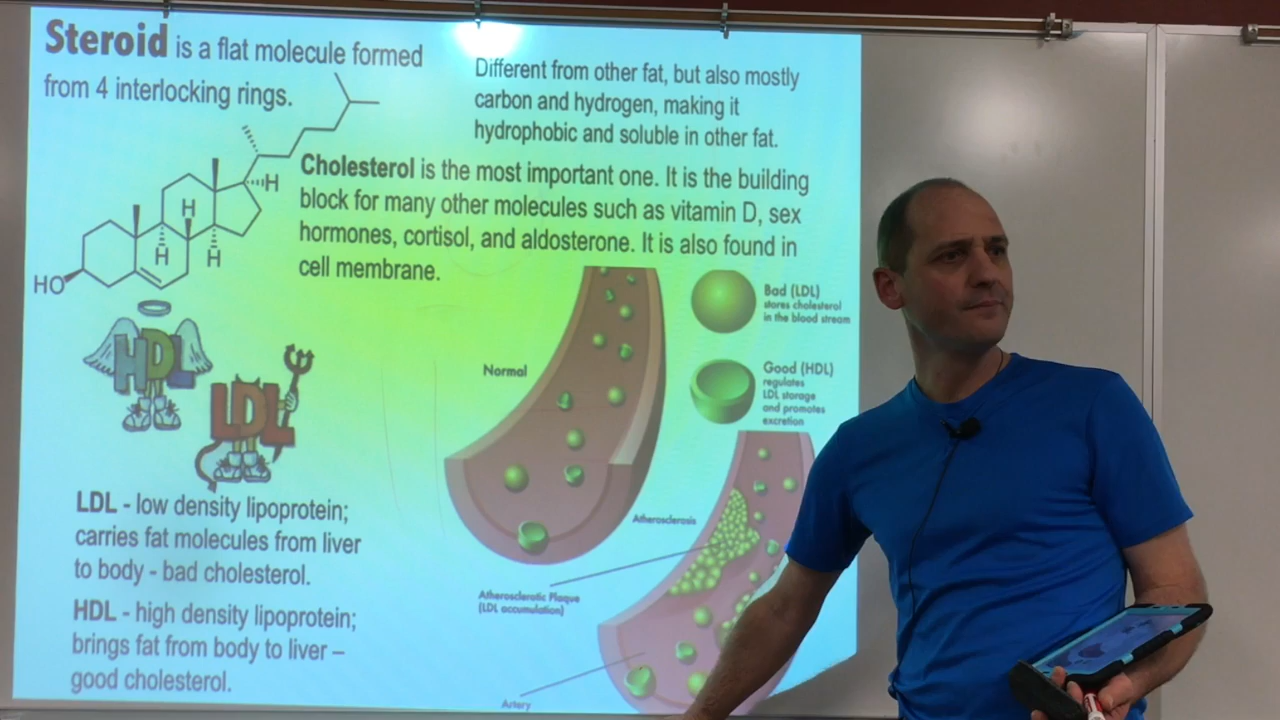 Steroid is a flat molecule formed
from 4 interlocking rings.
Different from other fat, but also mostly
carbon and hydrogen, making it
hydrophobic and soluble in other fat.
Cholesterol is the most important one. It is the building
block for many other molecules such as vitamin D, sex
hormones, cortisol, and aldosterone. It is also found in
cell membrane.
H
H
H
H
HO
HDL
LDL
LDL - low density lipoprotein;
carries fat molecules from liver
to body - bad cholesterol.
HDL - high density lipoprotein;
brings fat from body to liver –
good cholesterol.
Normal
Bad (LDL)
stores cholesterol
in the blood stream
Good (HDL)
regulates
LDL storage
and promotes
excretion
Atherosclerosis
Atherosclerotic Plaque
(LDL accumulation)
Artery